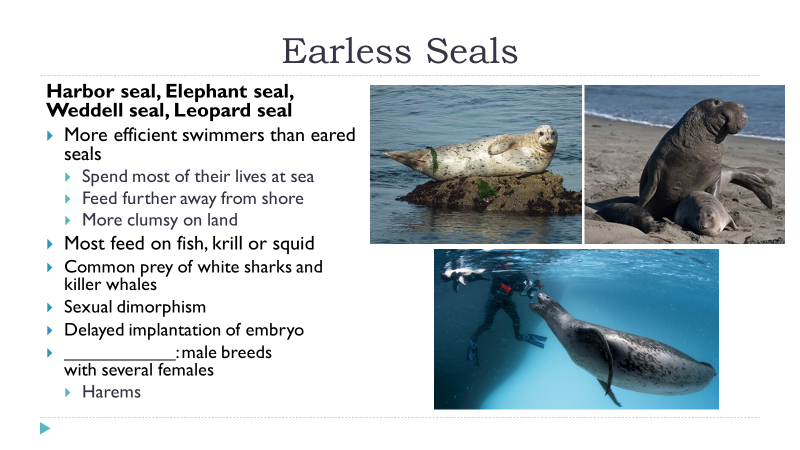 Earless Seals
Harbor seal, Elephant seal,
Weddell seal, Leopard seal
More efficient swimmers than eared
seals
Spend most of their lives at sea
Feed further away from shore
More clumsy on land
Most feed on fish, krill or squid
Common prey of white sharks and
killer whales
Sexual dimorphism
Delayed implantation of embryo
____________: male breeds
with several females
Harems